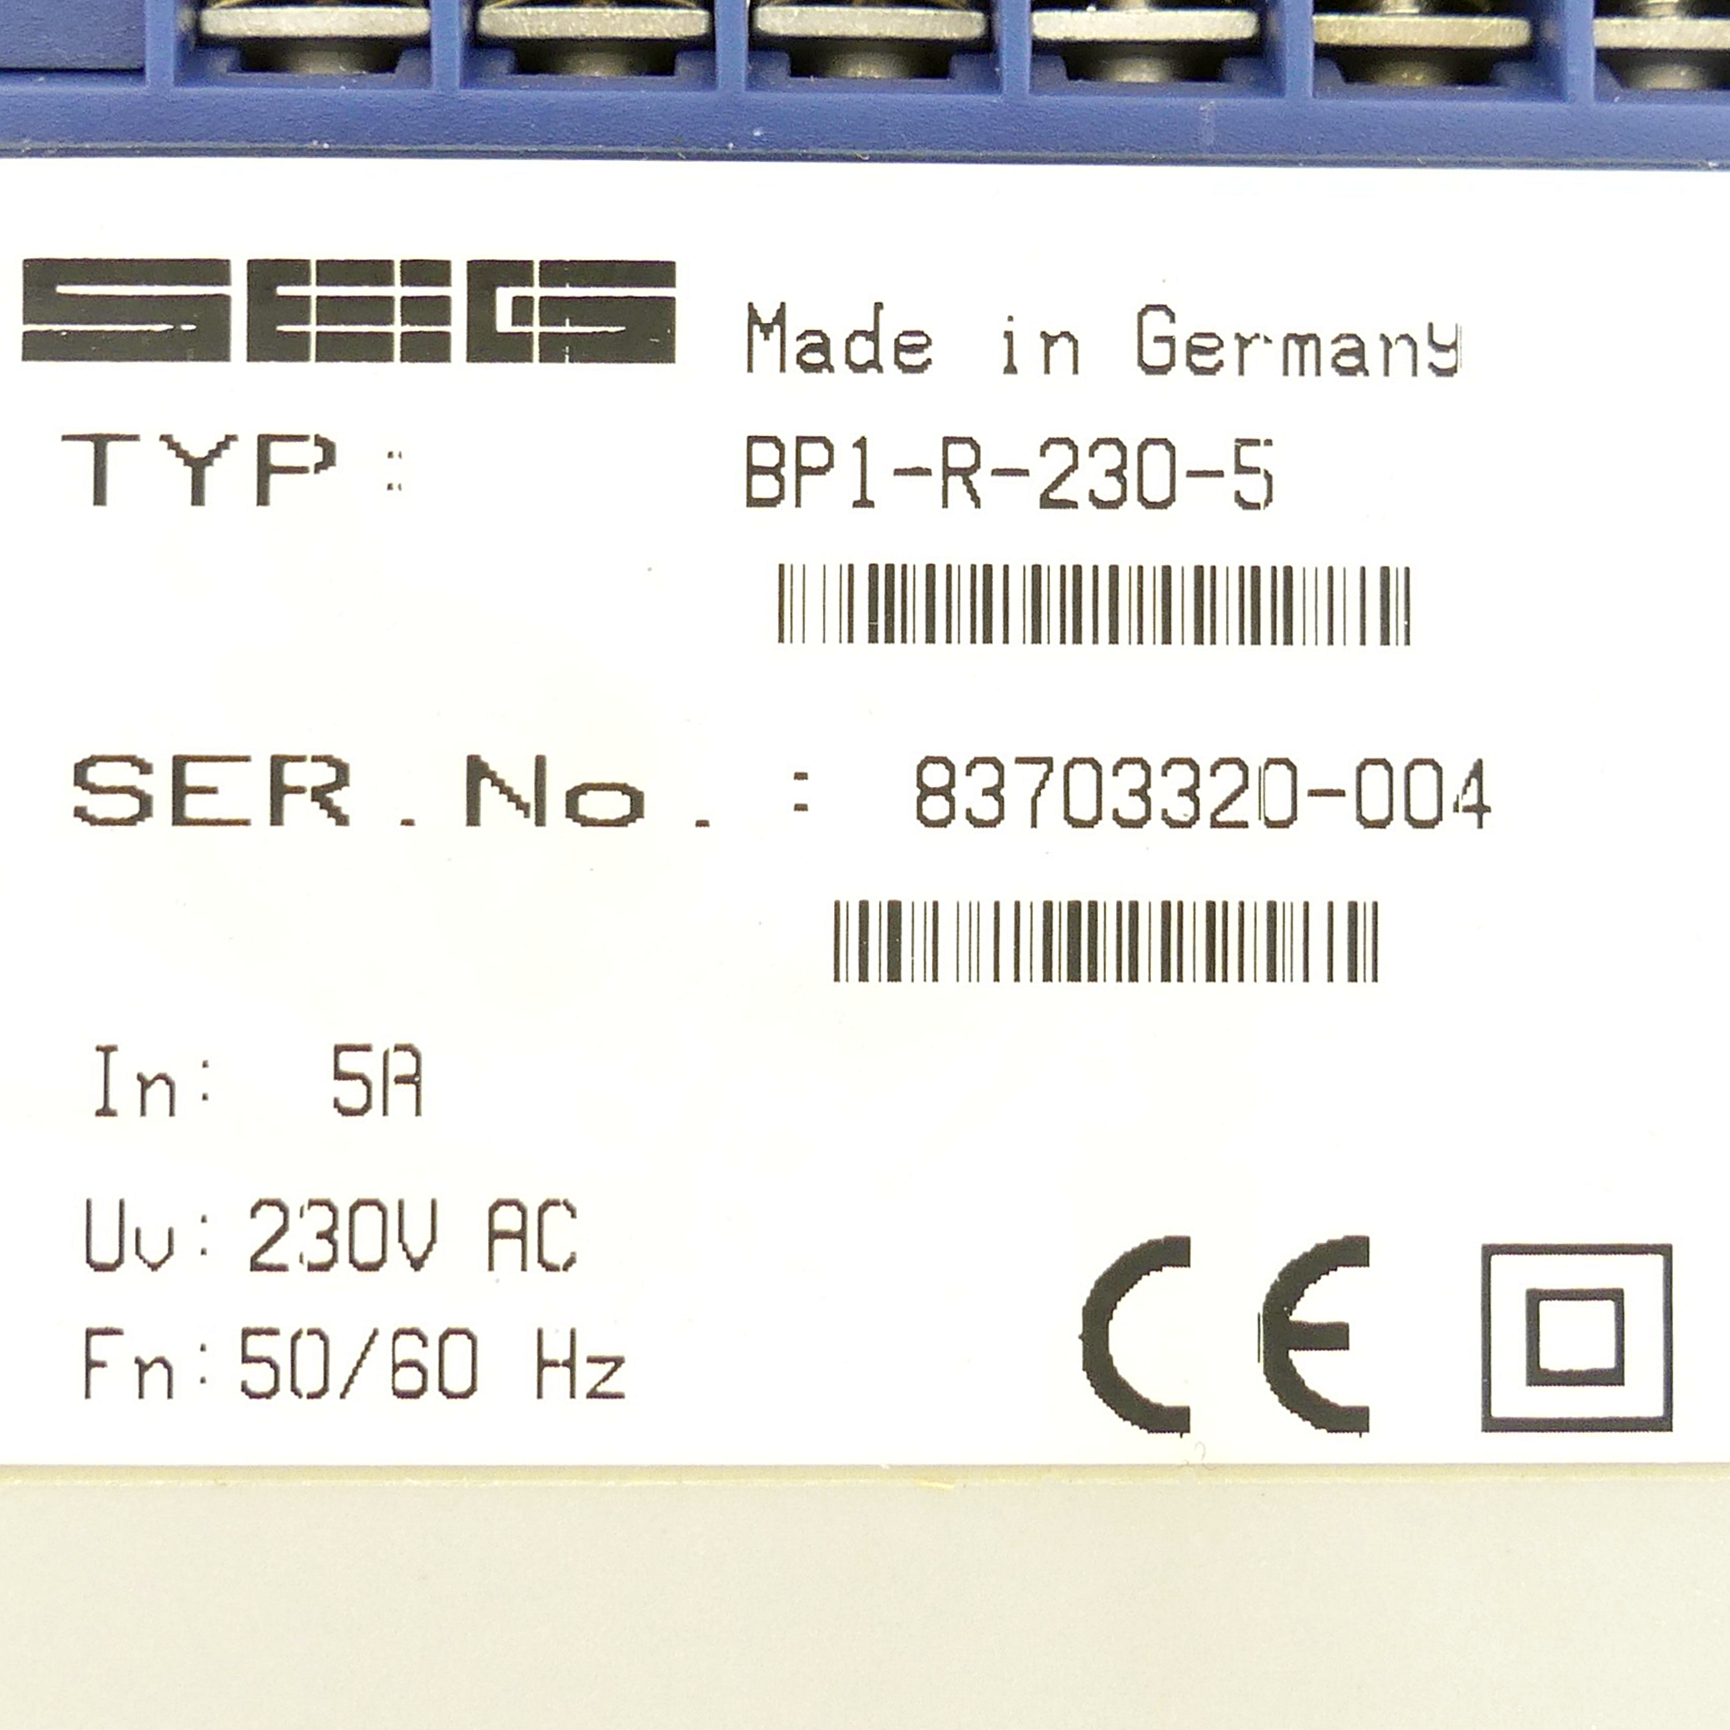 SEG Made in Germany
TYP: BP1-R-230-5
SER.No.: 83703320-004
In: 5A
Uv: 230V AC
Fn: 50/60 Hz
CE